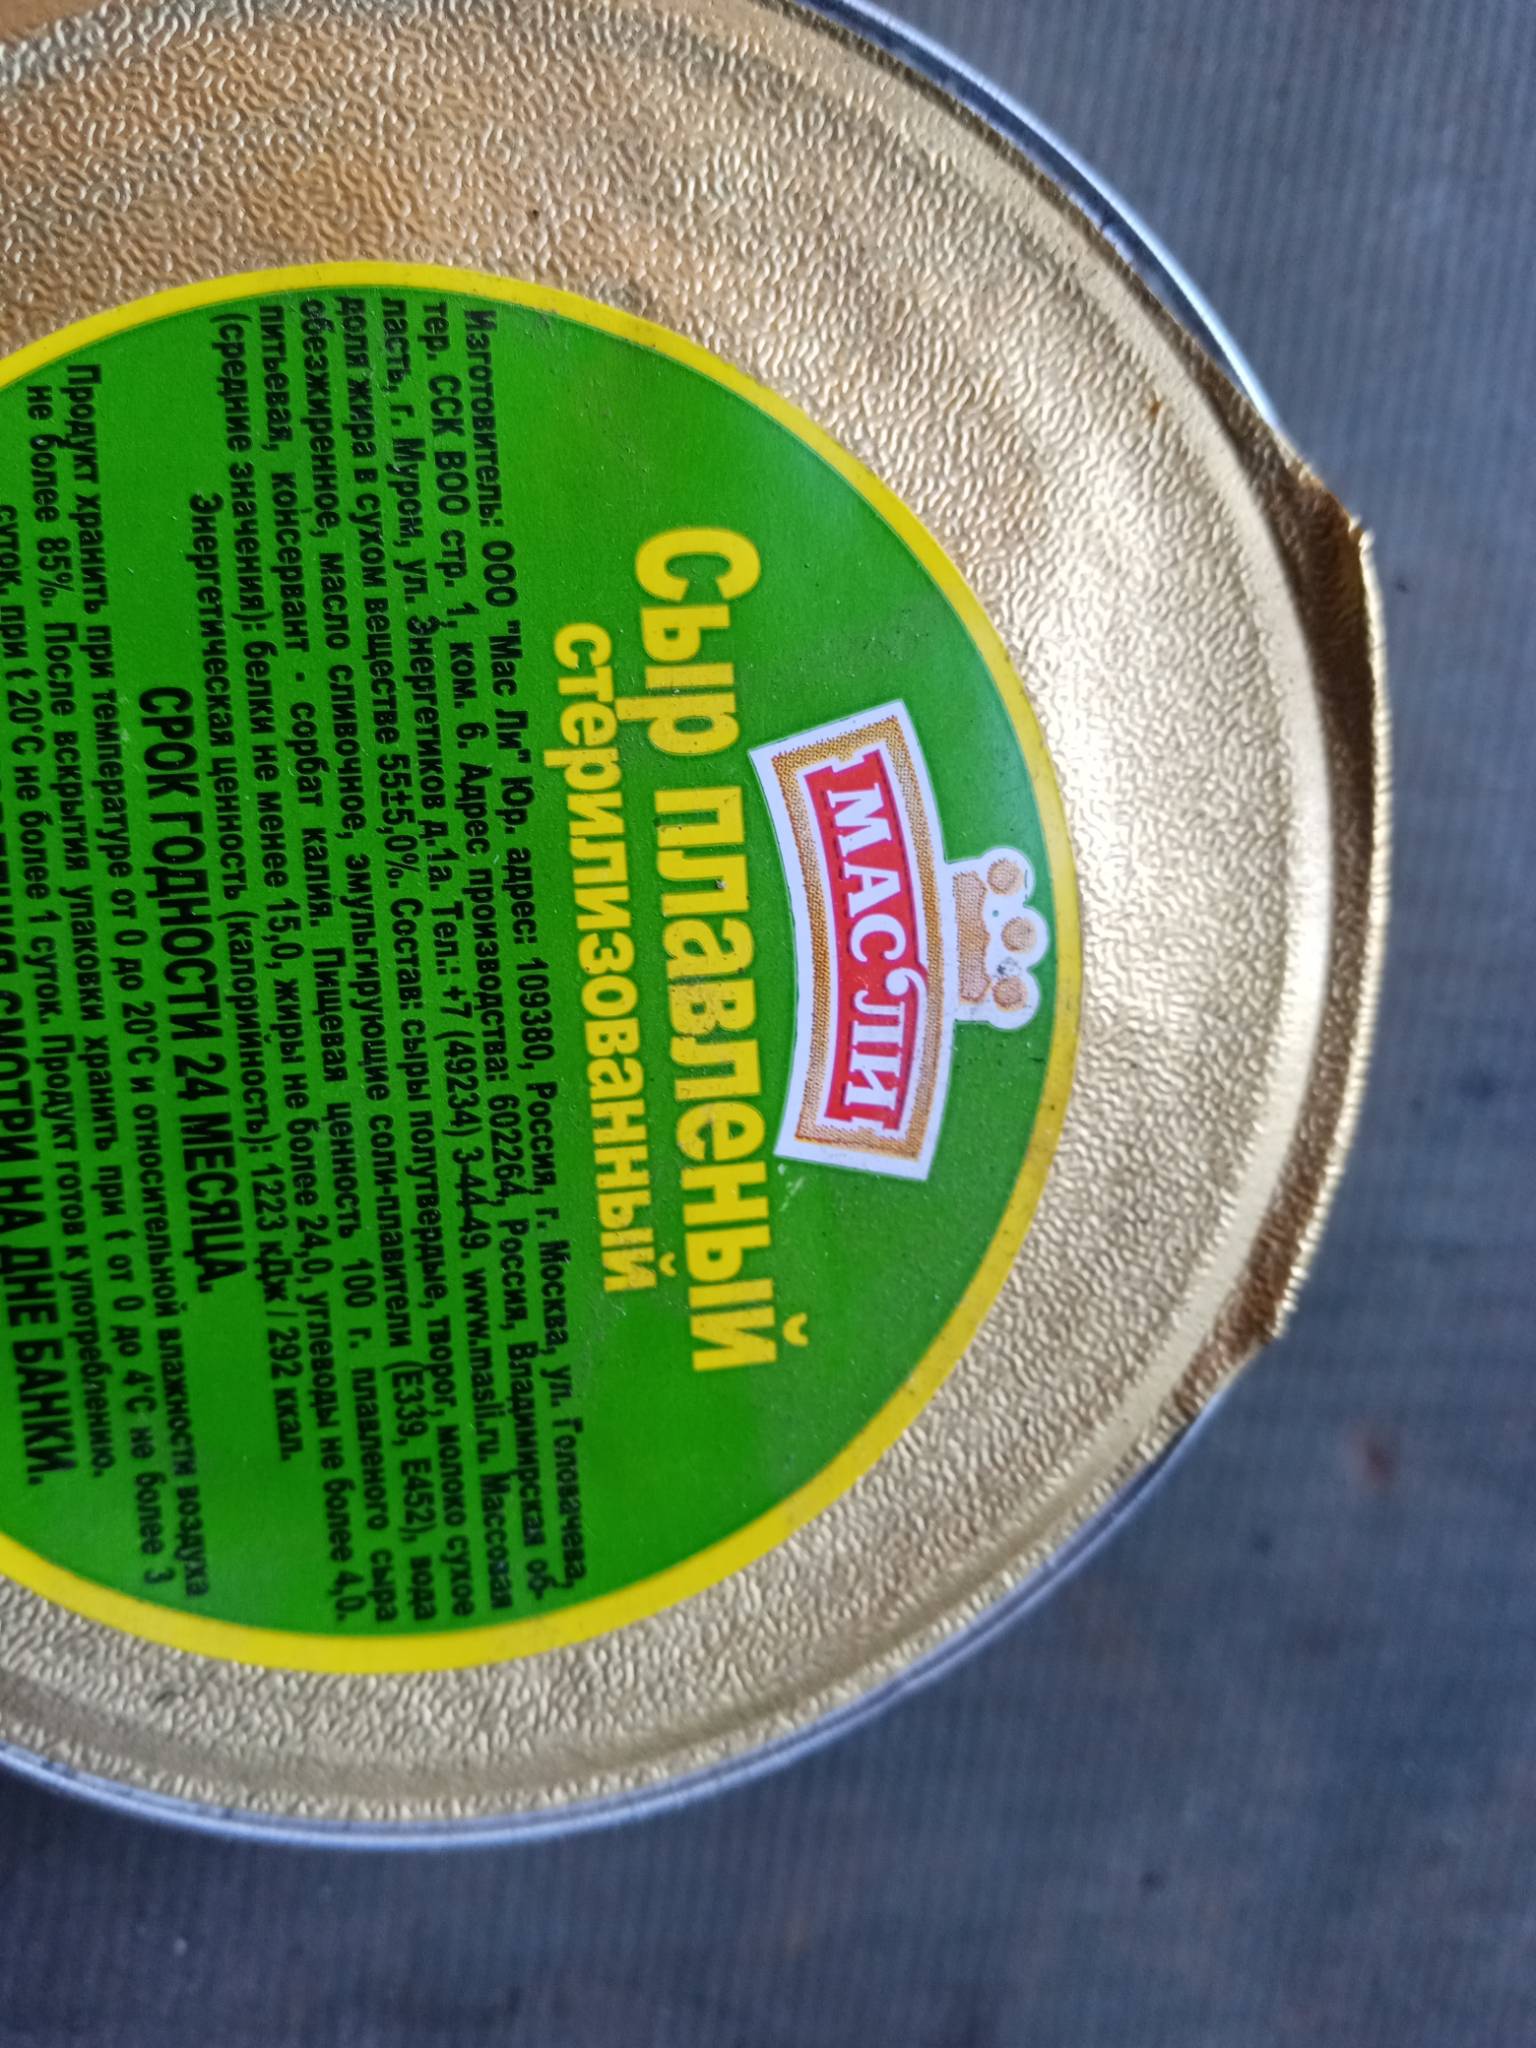 МАС'ЛИ
Сыр плавленый
стерилизованный
Изготовитель: ООО "Мас Ли" Юр. адрес: 109380, Россия, г. Москва, ул. Головачева,
тер. ССК ВОО стр. 1, ком. 6. Адрес производства: 602264, Россия, Владимирская об-
ласть, г. Муром, ул. Энергетиков д.1а. Тел.: +7 (49234) 3-44-49. www.masli.ru. Массовая
доля жира в сухом веществе 55±5,0%. Состав: сыры полутвердые, творог, молоко сухое
обезжиренное, масло сливочное, эмульгирующие соли-плавители (Е339, Е452), вода
питьевая, консервант - сорбат калия. Пищевая ценность 100 г. плавленого сыра
(средние значения): белки не менее 15,0, жиры не более 24,0, углеводы не более 4,0.
Энергетическая ценность (калорийность): 1223 кДж / 292 ккал.
СРОК ГОДНОСТИ 24 МЕСЯЦА.
Продукт хранить при температуре от 0 до 20°С и относительной влажности воздуха
не более 85%. После вскрытия упаковки хранить при t от 0 до 4°С не более 3
суток, при t 20°С не более 1 суток. Продукт готов к употреблению.
СМОТРИ НА ДНЕ БАНКИ.